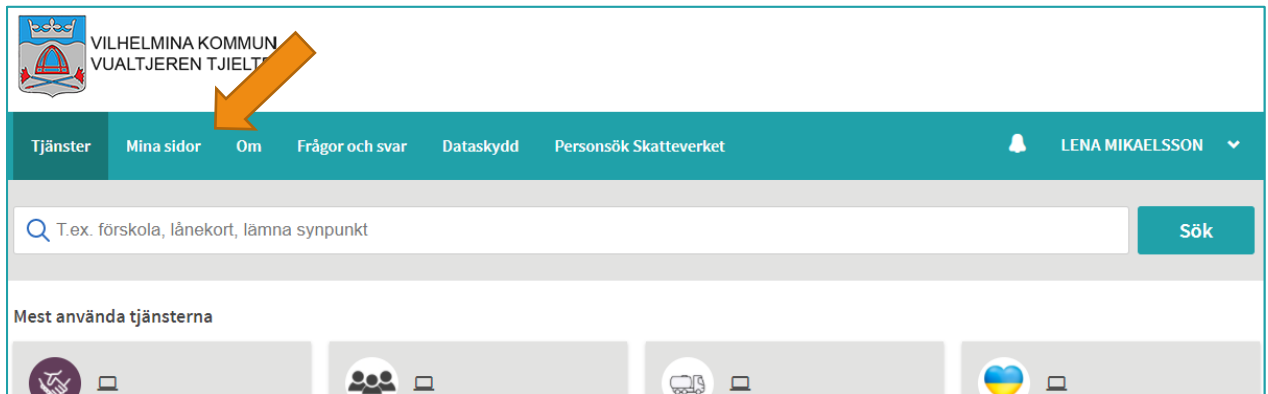 VILHELMINA KOMMUN
VUALTJEREN
Tjänster Mina sidor Om Frågor och svar Dataskydd Personsök Skatteverket LENA MIKAELSSON
T.ex. förskola, lånekort, lämna synpunkt Sök
Mest använda tjänsterna